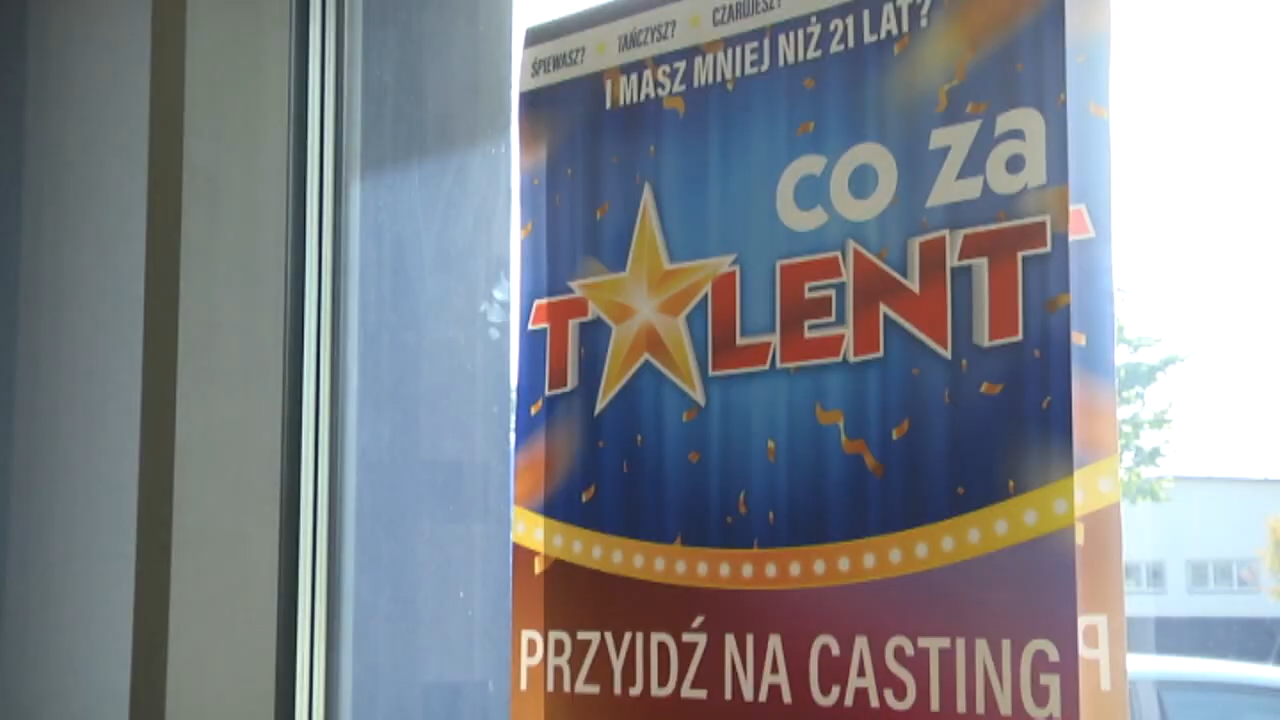 ŚPIEWASZ? TAŃCZYSZ? CZARUJESZ?
I MASZ MNIEJ NIŻ 21 LAT?
co za
TALENT
PRZYJDŹ NA CASTING